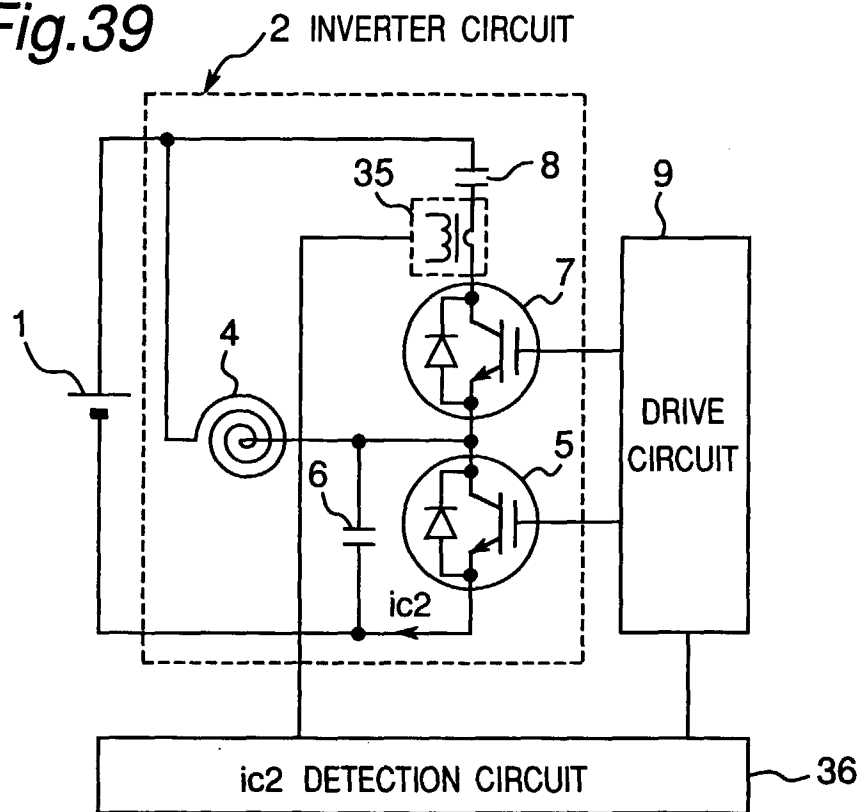 Fig.39
2 INVERTER CIRCUIT
35
8
9
7
1
4
DRIVE
CIRCUIT
5
6
ic2
ic2 DETECTION CIRCUIT
36